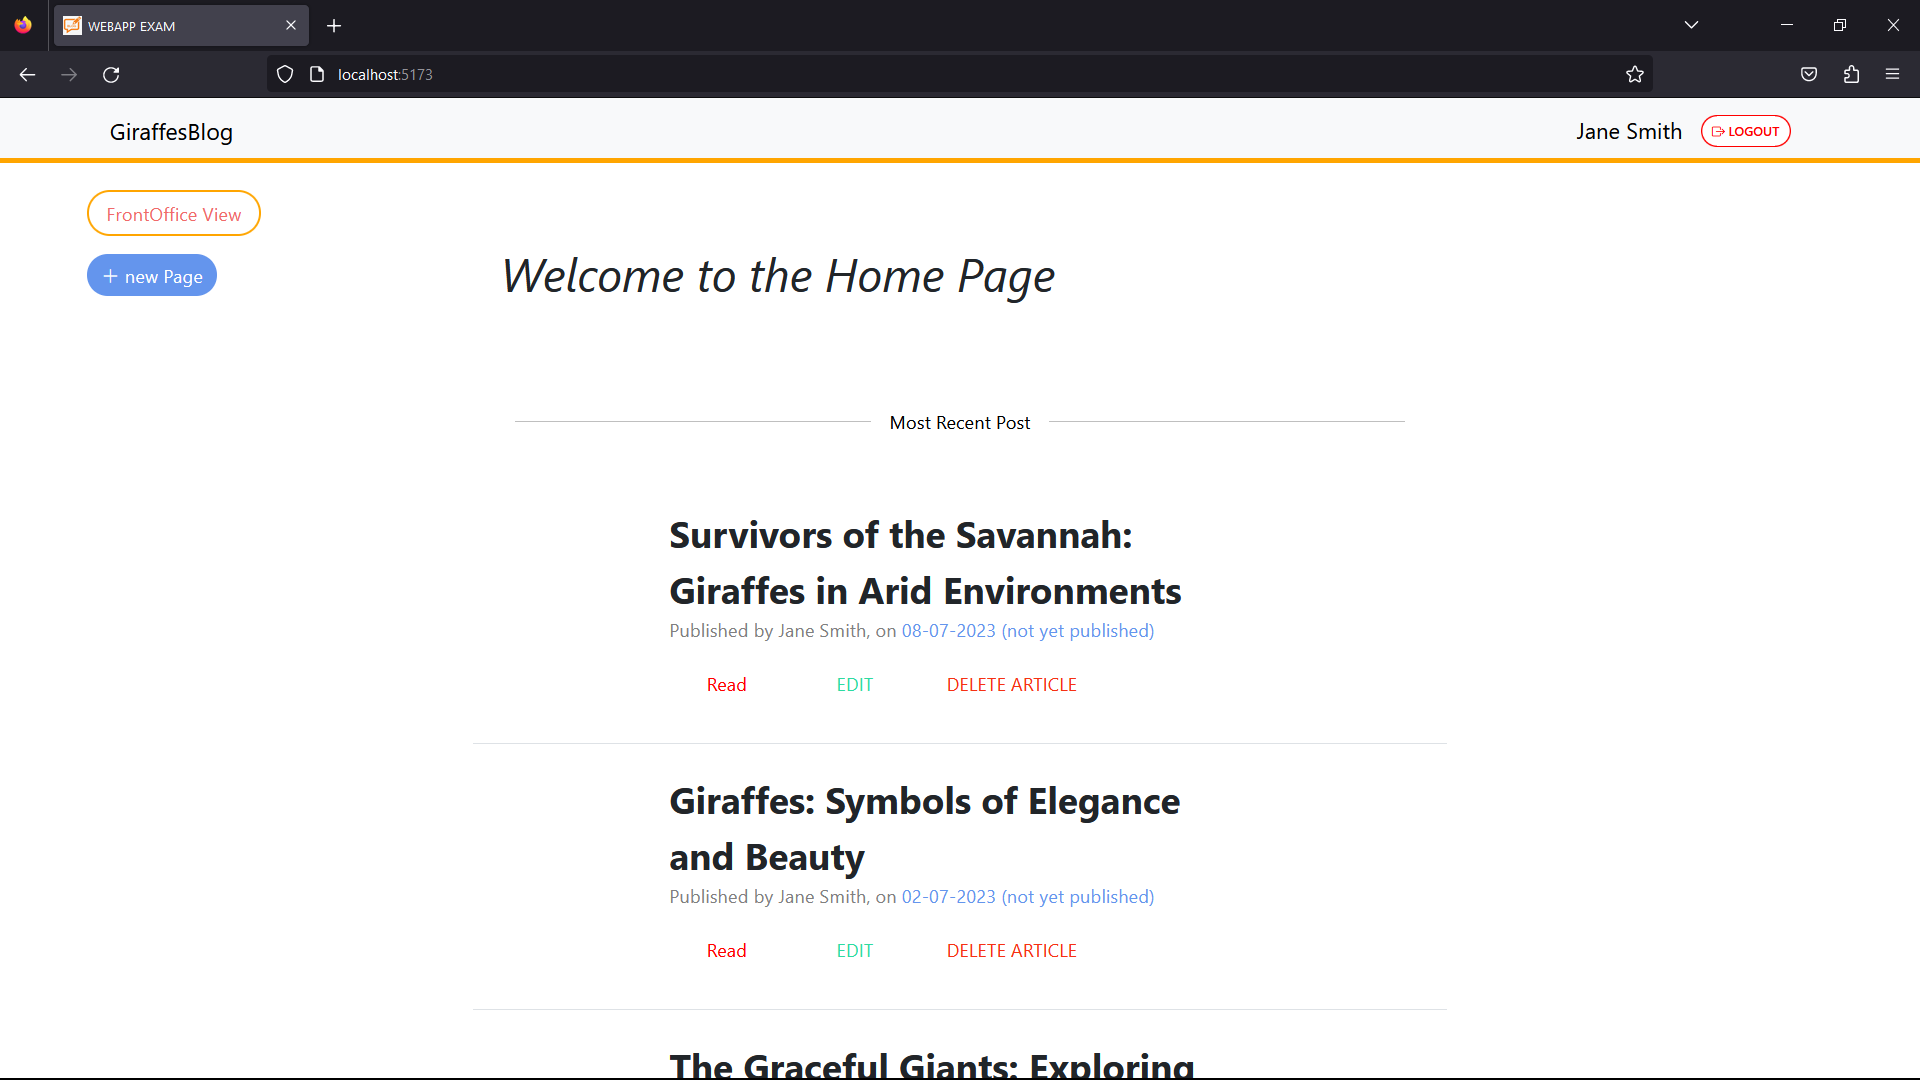 WEBAPP EXAM
localhost:5173
GiraffesBlog
Jane Smith
LOGOUT
FrontOffice View
+ new Page
Welcome to the Home Page
Most Recent Post
Survivors of the Savannah:
Giraffes in Arid Environments
Published by Jane Smith, on 08-07-2023 (not yet published)
Read EDIT DELETE ARTICLE
Giraffes: Symbols of Elegance
and Beauty
Published by Jane Smith, on 02-07-2023 (not yet published)
Read EDIT DELETE ARTICLE
The Graceful Giants: Exploring